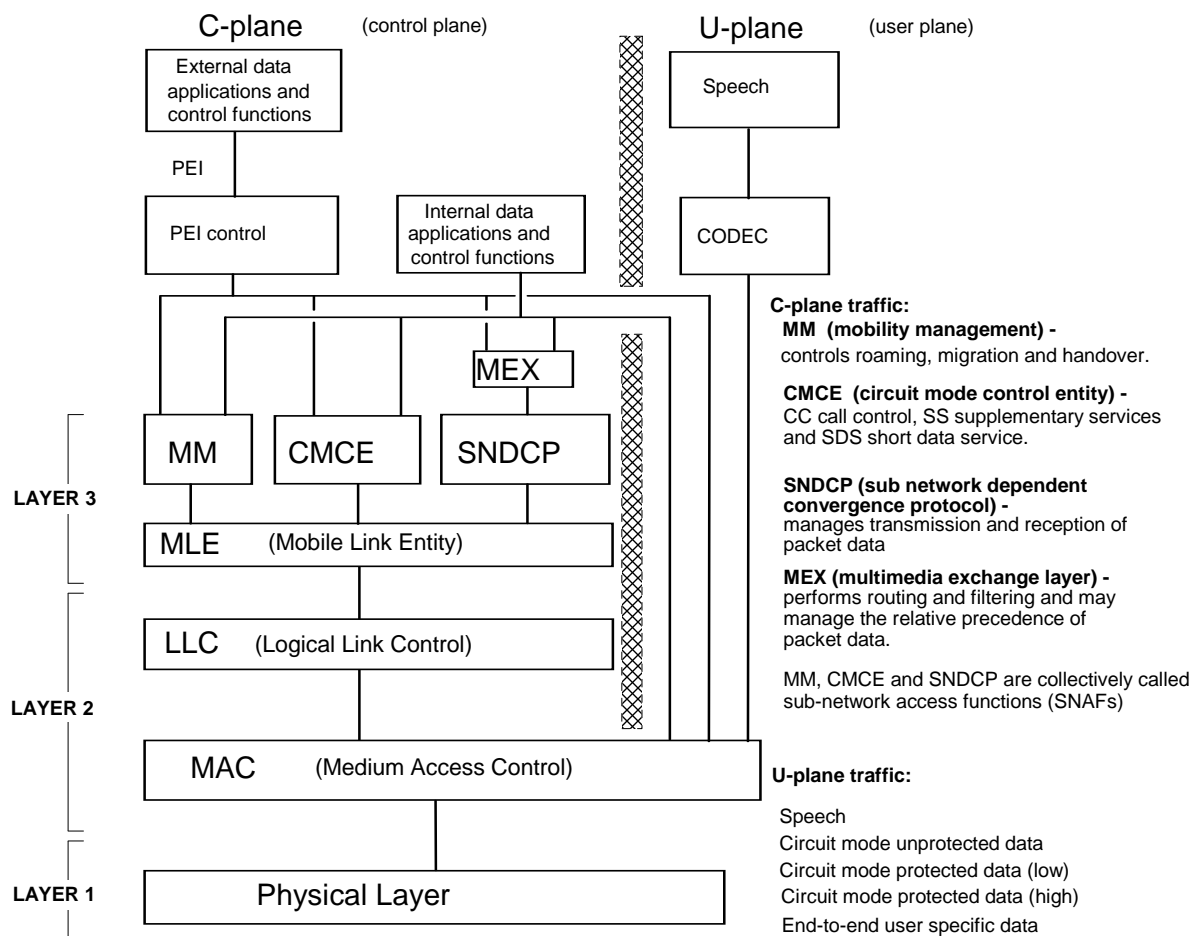 C-plane (control plane)
U-plane (user plane)
External data
applications and
control functions
Speech
PEI
PEI control
Internal data
applications and
control functions
CODEC
MEX
MM
CMCE
SNDCP
LAYER 3
MLE (Mobile Link Entity)
LLC (Logical Link Control)
LAYER 2
MAC (Medium Access Control)
LAYER 1
Physical Layer
C-plane traffic:
MM (mobility management) -
controls roaming, migration and handover.
CMCE (circuit mode control entity) -
CC call control, SS supplementary services
and SDS short data service.
SNDCP (sub network dependent
convergence protocol) -
manages transmission and reception of
packet data
MEX (multimedia exchange layer) -
performs routing and filtering and may
manage the relative precedence of
packet data.
MM, CMCE and SNDCP are collectively called
sub-network access functions (SNAFs)
U-plane traffic:
Speech
Circuit mode unprotected data
Circuit mode protected data (low)
Circuit mode protected data (high)
End-to-end user specific data